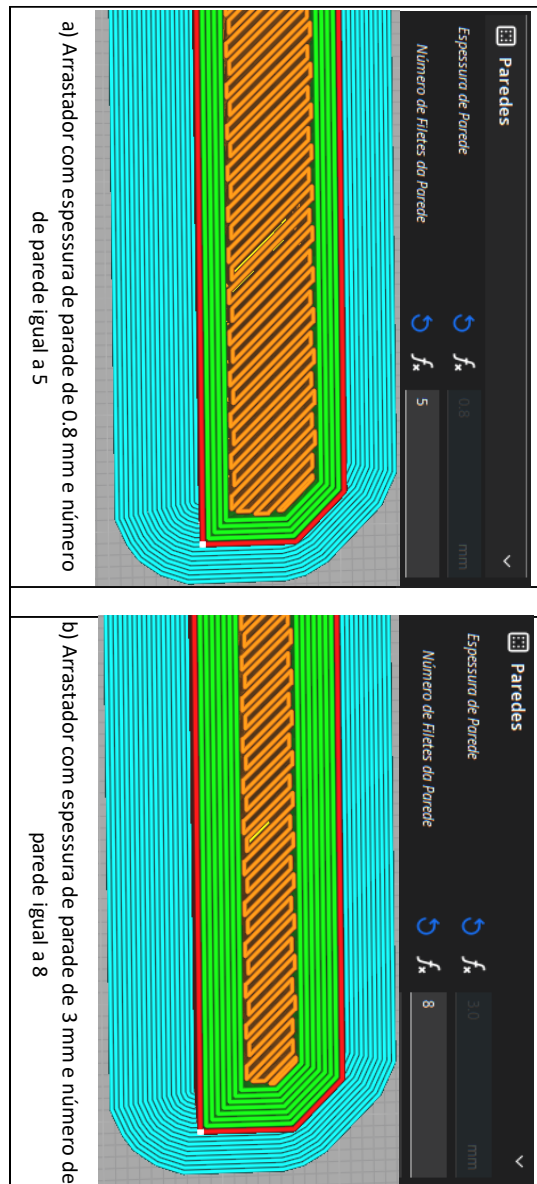 Paredes
Espessura de Parede
0.8 mm
Número de Filetes da Parede
5
a) Arrastador com espessura de parade de 0.8 mm e número
de parede igual a 5
Paredes
Espessura de Parede
3.0 mm
Número de Filetes da Parede
8
b) Arrastador com espessura de parade de 3 mm e número de
parede igual a 8